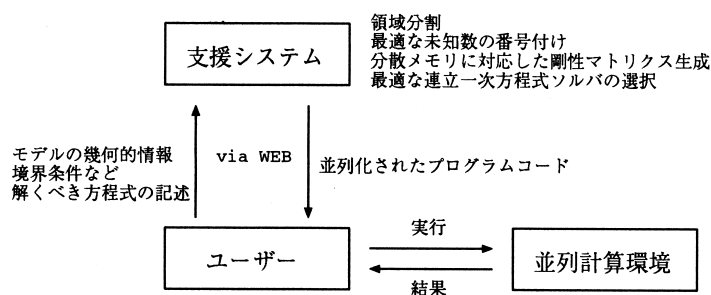 支援システム
領域分割
最適な未知数の番号付け
分散メモリに対応した剛性マトリクス生成
最適な連立一次方程式ソルバの選択
モデルの幾何的情報
境界条件など
解くべき方程式の記述
via WEB
並列化されたプログラムコード
ユーザー
実行
結果
並列計算環境